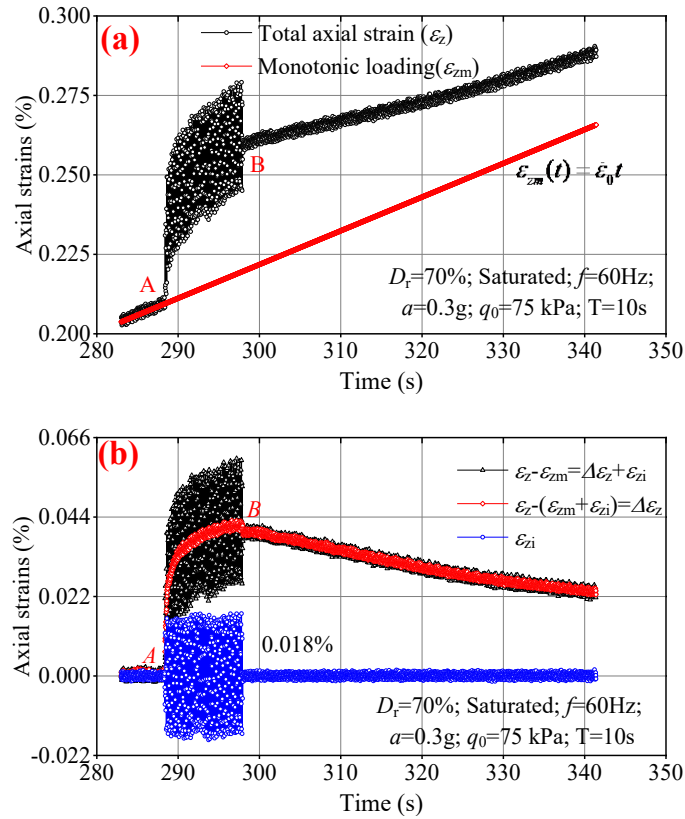 (a)
Total axial strain (εz)
Monotonic loading(εzm)
0.300
0.275
0.250
0.225
0.200
Axial strains (%)
A
B
εzm(t) = ε̇0t
Dr=70%; Saturated; f=60Hz;
a=0.3g; q0=75 kPa; T=10s
280 290 300 310 320 330 340 350
Time (s)
(b)
0.066
0.044
0.022
0.000
-0.022
Axial strains (%)
εz-εzm=Δεz+εzi
εz-(εzm+εzi)=Δεz
εzi
B
A
0.018%
Dr=70%; Saturated; f=60Hz;
a=0.3g; q0=75 kPa; T=10s
280 290 300 310 320 330 340 350
Time (s)